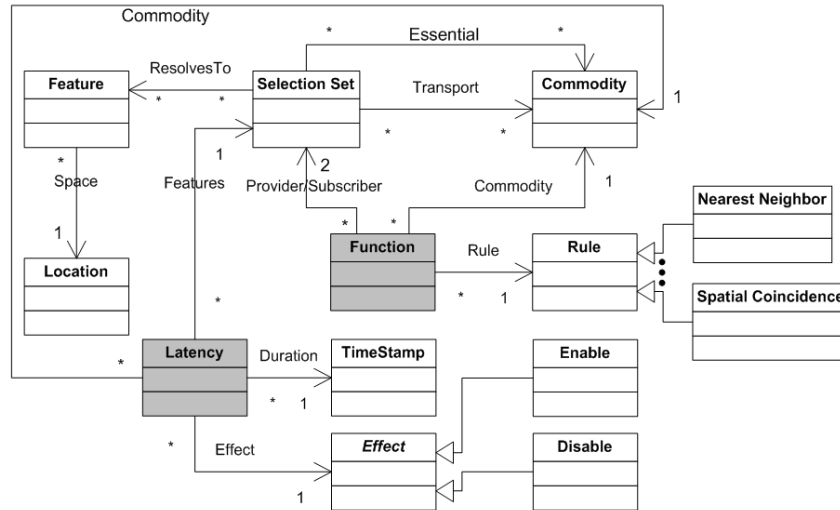 Commodity
*
Essential
*
ResolvesTo
Feature
Selection Set
Transport
Commodity
1
*
*
*
*
*
1
2
1
Space
Features
Provider/Subscriber
Commodity
Nearest Neighbor
1
*
*
Function
Rule
Rule
Location
*
1
Spatial Coincidence
*
Latency
Duration
TimeStamp
Enable
*
*
1
*
Effect
Effect
Disable
1